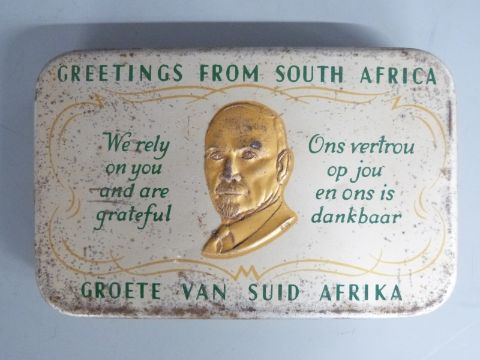 GREETINGS FROM SOUTH AFRICA
We rely
on you
and are
grateful
Ons vertrou
op jou
en ons is
dankbaar
GROETE VAN SUID AFRIKA